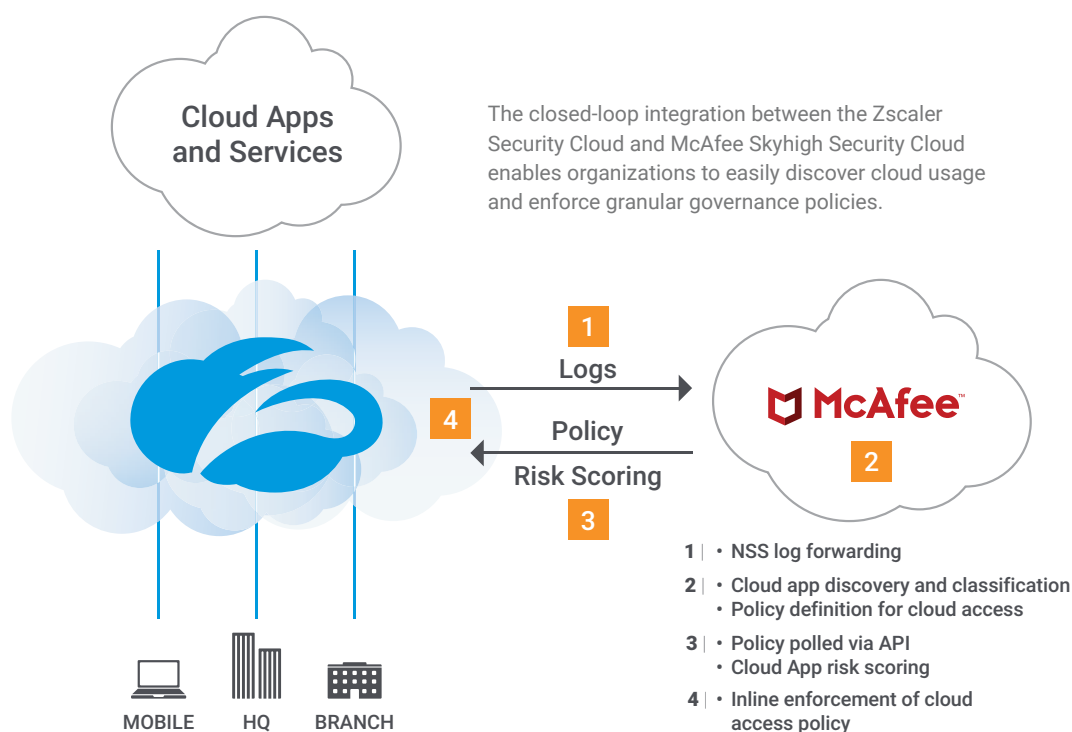 Cloud Apps
and Services
The closed-loop integration between the Zscaler
Security Cloud and McAfee Skyhigh Security Cloud
enables organizations to easily discover cloud usage
and enforce granular governance policies.
1
Logs
4
Policy
Risk Scoring
3
McAfee™
2
1 | • NSS log forwarding
2 | • Cloud app discovery and classification
• Policy definition for cloud access
3 | • Policy polled via API
• Cloud App risk scoring
4 | • Inline enforcement of cloud
access policy
MOBILE
HQ
BRANCH